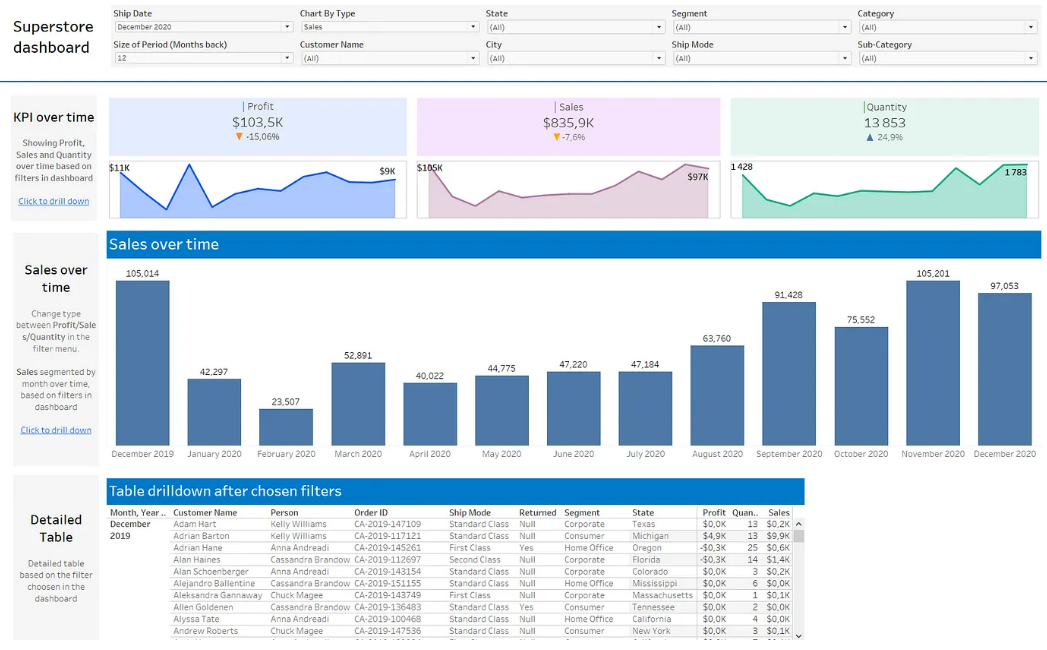 Superstore dashboard
Ship Date
December 2020
Chart By Type
Sales
State
(All)
Segment
(All)
Category
(All)
Size of Period (Months back)
12
Customer Name
(All)
City
(All)
Ship Mode
(All)
Sub-Category
(All)
KPI over time
Showing Profit,
Sales and Quantity
over time based on
filters in dashboard
Click to drill down
Profit
$103,5K
▼ -15,06%
$11K
$9K
Sales
$835,9K
▼ -7,6%
$105K
$97K
Quantity
13 853
▲ 24,9%
1 428
1 783
Sales over
time
Change type
between Profit/Sale
s/Quantity in the
filter menu.
Sales segmented by
month over time,
based on filters in
dashboard
Click to drill down
Sales over time
105,014
42,297
23,507
52,891
40,022
44,775
47,220
47,184
63,760
91,428
75,552
105,201
97,053
December 2019 January 2020 February 2020 March 2020 April 2020 May 2020 June 2020 July 2020 August 2020 September 2020 October 2020 November 2020 December 2020
Detailed
Table
Detailed table
based on the filter
choosen in the
dashboard
Table drilldown after chosen filters
Month, Year .. Customer Name Person Order ID Ship Mode Returned Segment State Profit Quan.. Sales
December 2019 Adam Hart Kelly Williams CA-2019-147109 Standard Class Null Corporate Texas $0,0K 13 $0,2K
Adrian Barton Kelly Williams CA-2019-117121 Standard Class Null Consumer Michigan $4,9K 13 $9,9K
Adrian Hane Anna Andreadi CA-2019-145261 First Class Yes Home Office Oregon -$0,3K 25 $0,6K
Alan Haines Cassandra Brandow CA-2019-112697 Second Class Null Corporate Florida -$0,3K 14 $1,4K
Alan Schoenberger Anna Andreadi CA-2019-143154 Standard Class Null Corporate Colorado $0,0K 3 $0,2K
Alejandro Ballentine Cassandra Brandow CA-2019-151155 Standard Class Null Home Office Mississippi $0,0K 6 $0,0K
Aleksandra Gannaway Chuck Magee CA-2019-143749 First Class Null Corporate Massachusetts $0,0K 1 $0,1K
Allen Goldenen Cassandra Brandow CA-2019-136483 Standard Class Yes Consumer Tennessee $0,0K 2 $0,0K
Alyssa Tate Anna Andreadi CA-2019-100468 Standard Class Null Home Office California $0,0K 4 $0,0K
Andrew Roberts Chuck Magee CA-2019-147536 Standard Class Null Consumer New York $0,0K 3 $0,1K